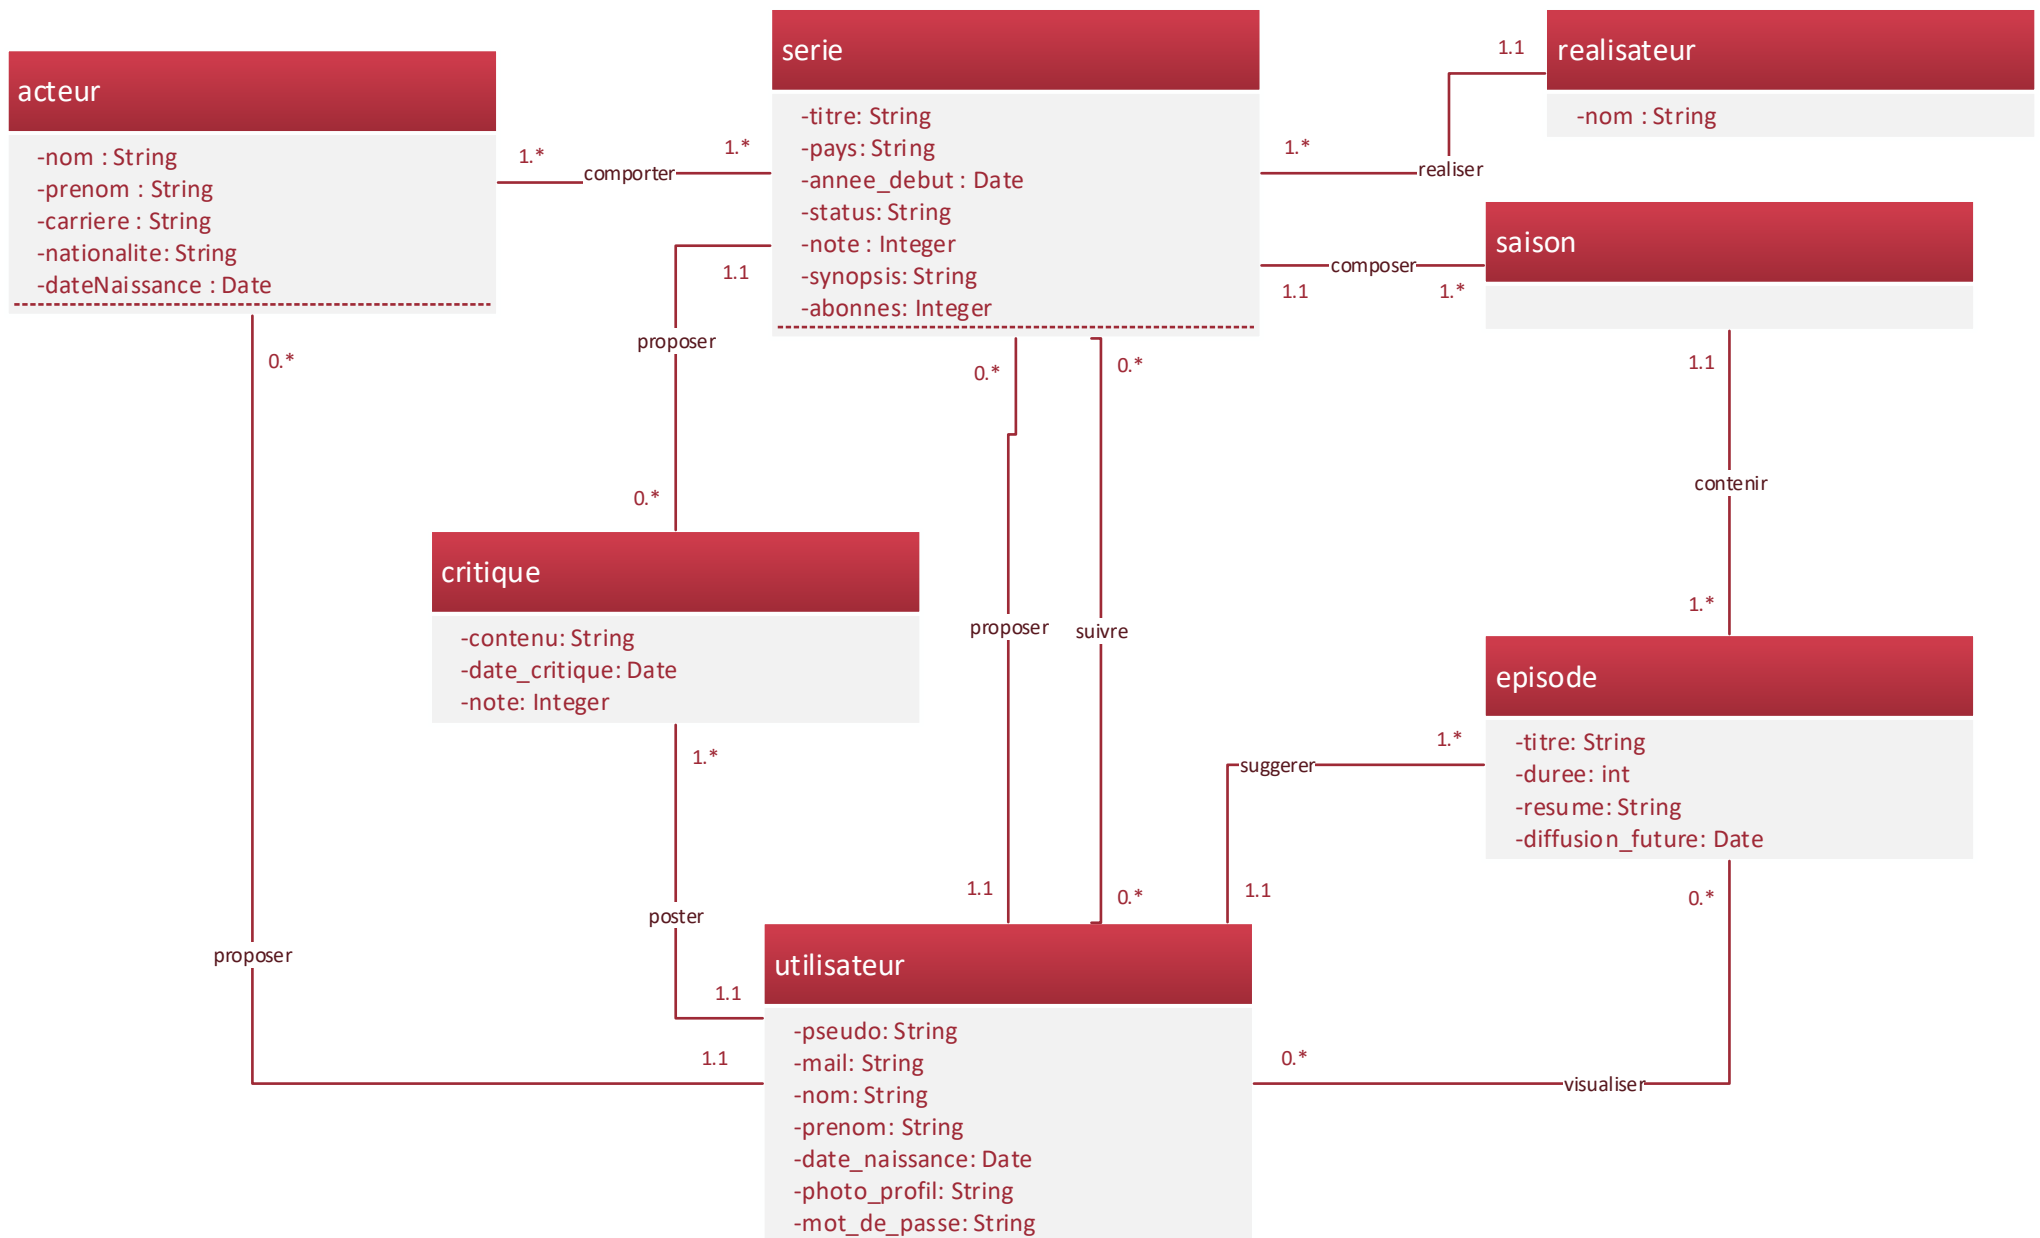 acteur
-nom : String
-prenom : String
-carriere : String
-nationalite: String
-dateNaissance : Date
serie
-titre: String
-pays: String
-annee_debut : Date
-status: String
-note : Integer
-synopsis: String
-abonnes: Integer
realisateur
-nom : String
1.1
1.*
realiser
1.*
comporter
1.*
saison
composer
1.1
1.*
1.1
proposer
1.1
0.*
0.*
0.*
0.*
contenir
1.*
critique
-contenu: String
-date_critique: Date
-note: Integer
proposer
suivre
episode
-titre: String
-duree: int
-resume: String
-diffusion_future: Date
1.*
suggerer
1.*
1.1
0.*
1.1
0.*
poster
proposer
1.1
1.1
utilisateur
-pseudo: String
-mail: String
-nom: String
-prenom: String
-date_naissance: Date
-photo_profil: String
-mot_de_passe: String
0.*
visualiser